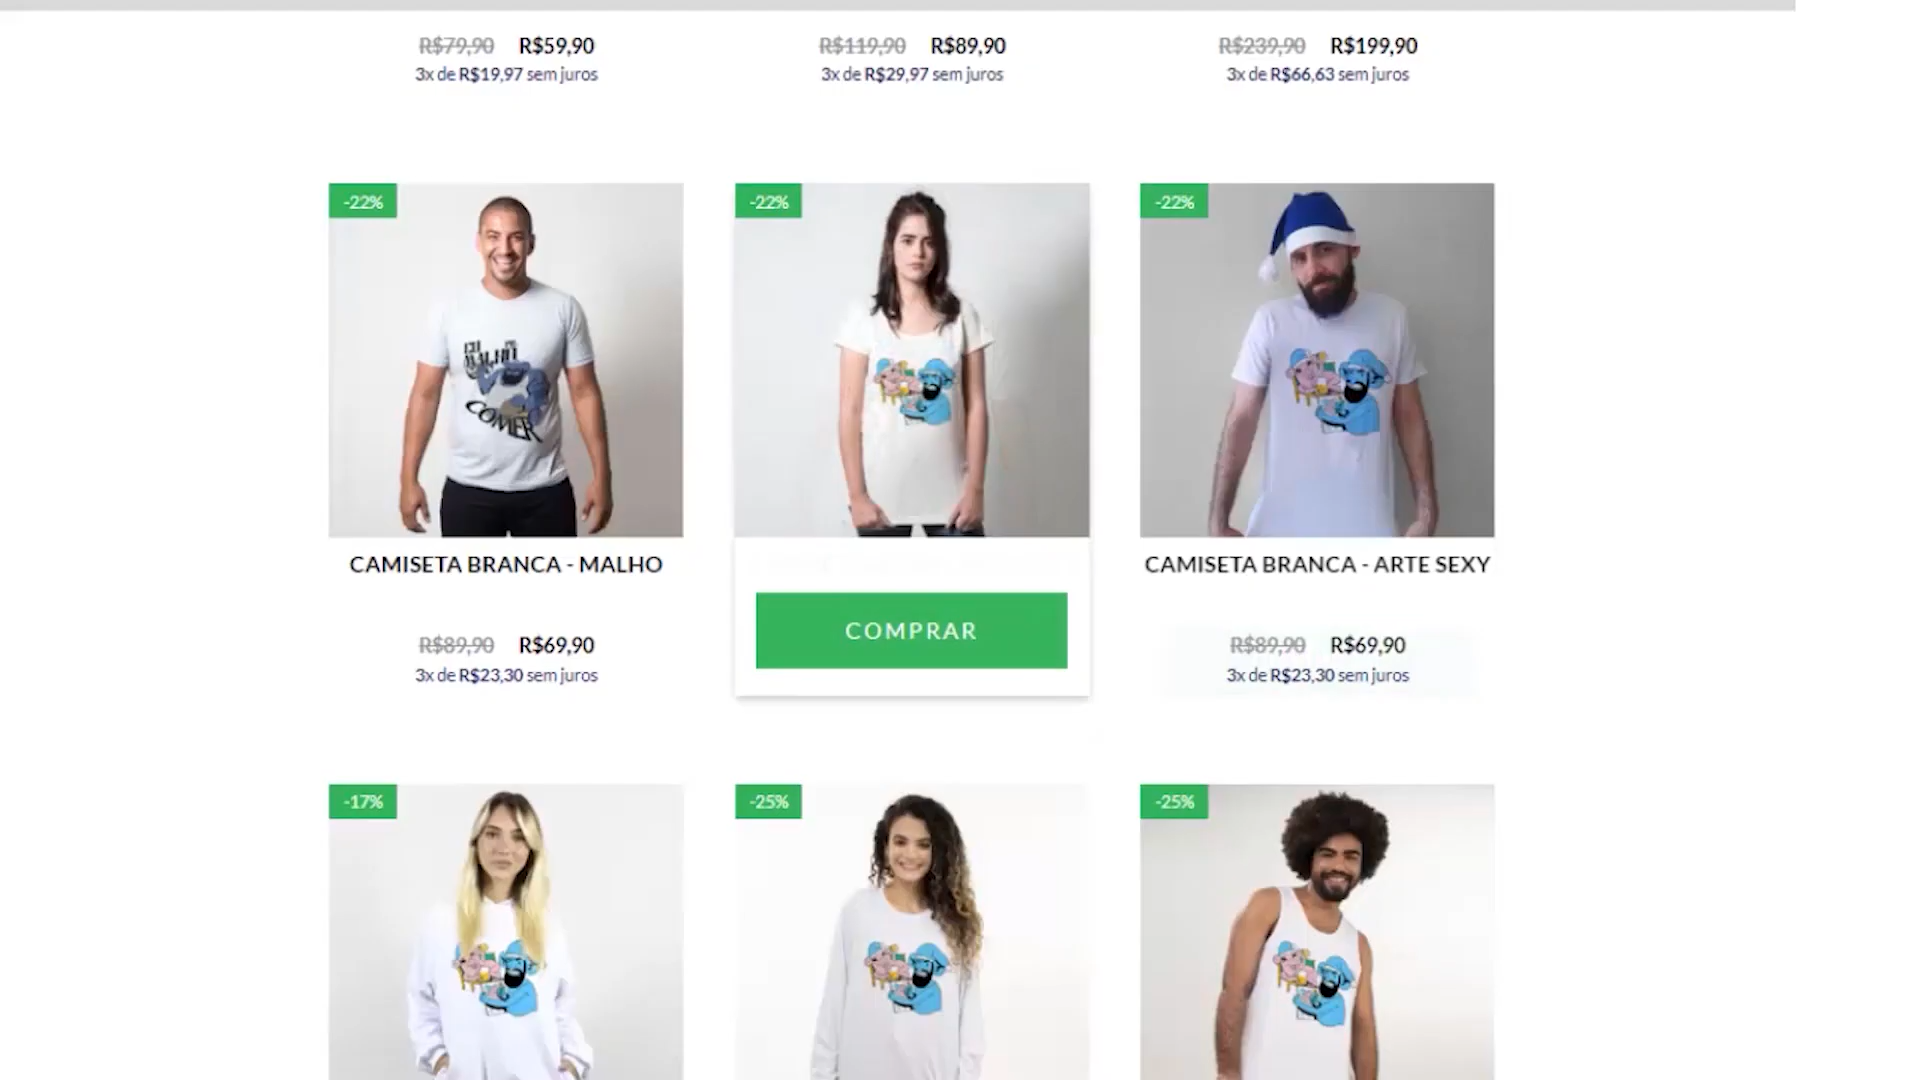 R$79,90 R$59,90
3x de R$19,97 sem juros
R$119,90 R$89,90
3x de R$29,97 sem juros
R$239,90 R$199,90
3x de R$66,63 sem juros
-22%
-22%
-22%
COMER
CAMISETA BRANCA - MALHO
R$89,90 R$69,90
3x de R$23,30 sem juros
COMPRAR
CAMISETA BRANCA - ARTE SEXY
R$89,90 R$69,90
3x de R$23,30 sem juros
-17%
-25%
-25%